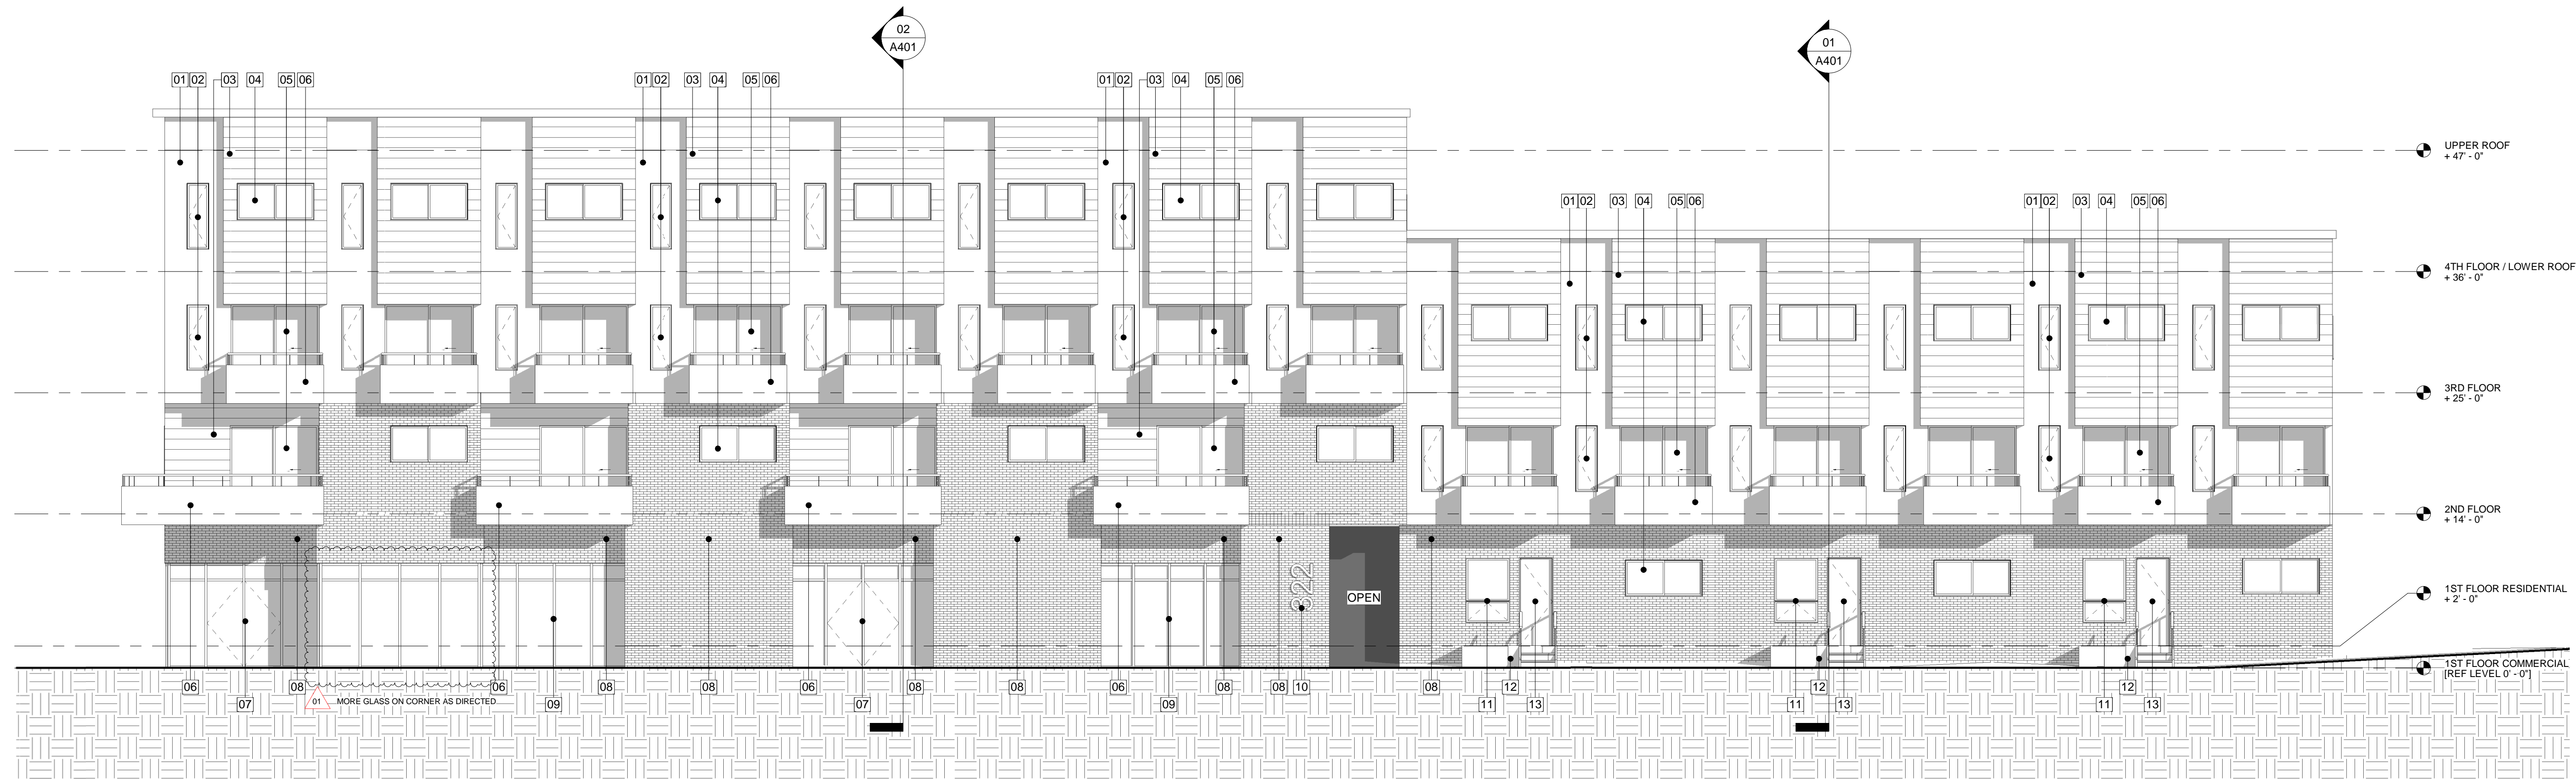 02
A401
01
A401
01 02 03 04 05 06
01 02 03 04 05 06
01 02 03 04 05 06
UPPER ROOF
+ 47' - 0"
01 02 03 04 05 06
01 02 03 04 05 06
4TH FLOOR / LOWER ROOF
+ 36' - 0"
3RD FLOOR
+ 25' - 0"
2ND FLOOR
+ 14' - 0"
322
OPEN
1ST FLOOR RESIDENTIAL
+ 2' - 0"
1ST FLOOR COMMERCIAL
[REF LEVEL 0' - 0"]
06 08 06 08 08 06 08 08 06 08 08 10 08 12 12 12
07 09 07 09 11 13 11 13 11 13
01 MORE GLASS ON CORNER AS DIRECTED